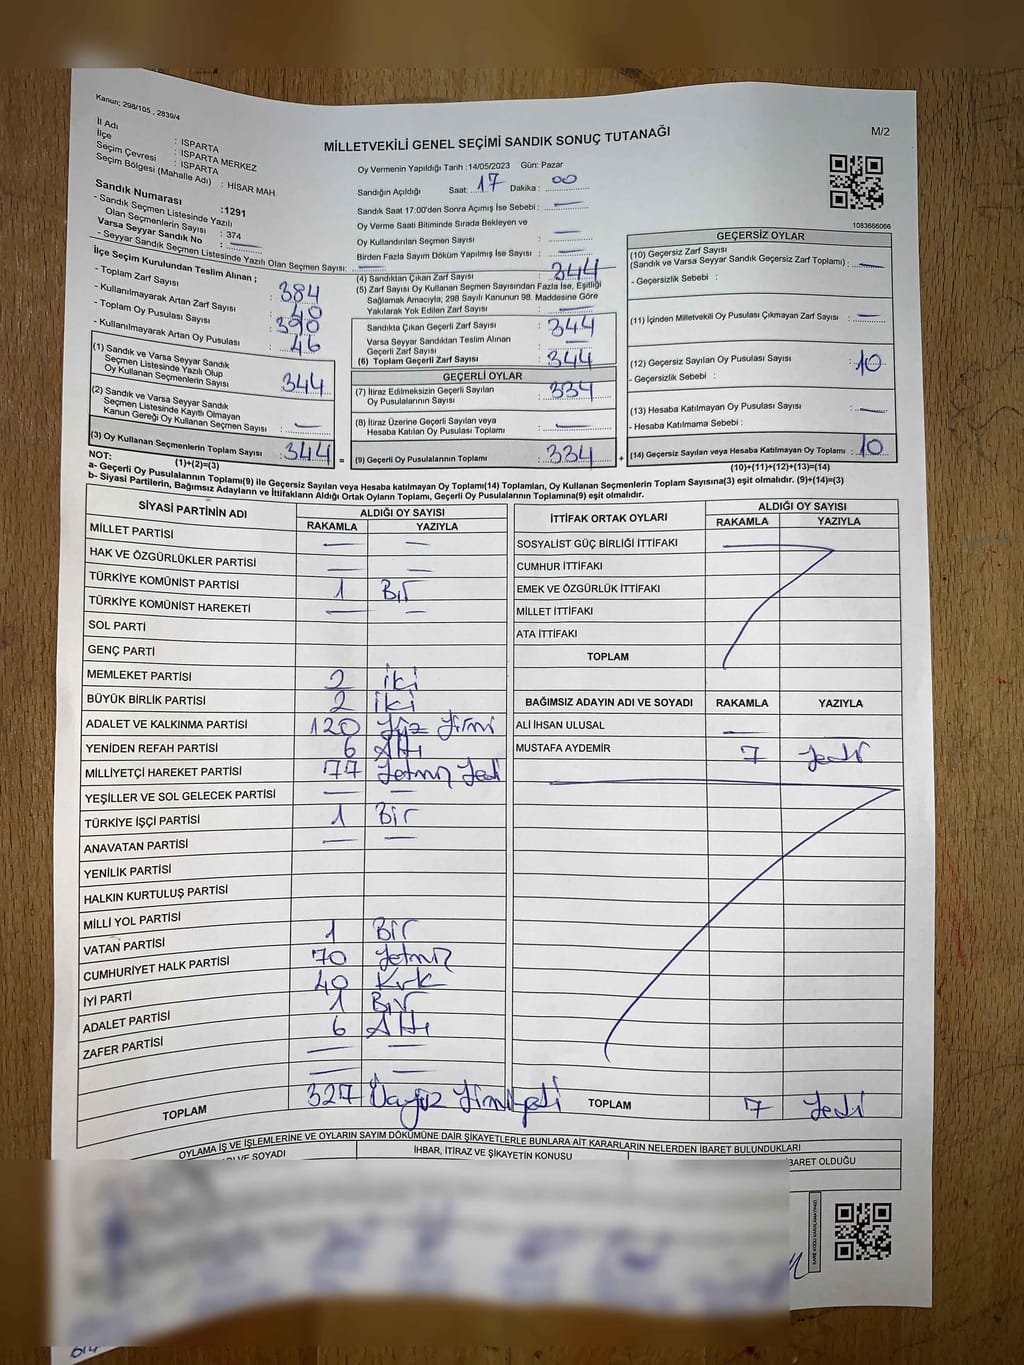 Kanun; 298/105 , 2839/4
M/2
MİLLETVEKİLİ GENEL SEÇİMİ SANDIK SONUÇ TUTANAĞI
İl Adı : ISPARTA
İlçe : ISPARTA MERKEZ
Seçim Çevresi : ISPARTA
Seçim Bölgesi (Mahalle Adı) : HİSAR MAH.
Sandık Numarası :1291
- Sandık Seçmen Listesinde Yazılı
Olan Seçmenlerin Sayısı : 374
Varsa Seyyar Sandık No : —
- Seyyar Sandık Seçmen Listesinde Yazılı Olan Seçmen Sayısı: —
İlçe Seçim Kurulundan Teslim Alınan ;
- Toplam Zarf Sayısı : 384
- Kullanılmayarak Artan Zarf Sayısı : 40
- Toplam Oy Pusulası Sayısı : 390
- Kullanılmayarak Artan Oy Pusulası : 46
(1) Sandık ve Varsa Seyyar Sandık
Seçmen Listesinde Yazılı Olup
Oy Kullanan Seçmenlerin Sayısı : 344
(2) Sandık ve Varsa Seyyar Sandık
Seçmen Listesinde Kayıtlı Olmayan
Kanun Gereği Oy Kullanan Seçmen Sayısı : —
(3) Oy Kullanan Seçmenlerin Toplam Sayısı : 344 =
Oy Vermenin Yapıldığı Tarih : 14/05/2023 Gün: Pazar
Sandığın Açıldığı Saat: 17 Dakika : 00
Sandık Saat 17:00'den Sonra Açımış İse Sebebi : —
Oy Verme Saati Bitiminde Sırada Bekleyen ve
Oy Kullandırılan Seçmen Sayısı : —
Birden Fazla Sayım Döküm Yapılmış İse Sayısı : —
(4) Sandıktan Çıkan Zarf Sayısı : 344
(5) Zarf Sayısı Oy Kullanan Seçmen Sayısından Fazla İse, Eşitliği
Sağlamak Amacıyla; 298 Sayılı Kanunun 98. Maddesine Göre
Yakılarak Yok Edilen Zarf Sayısı : —
Sandıkta Çıkan Geçerli Zarf Sayısı : 344
Varsa Seyyar Sandıktan Teslim Alınan
Geçerli Zarf Sayısı : —
(6) Toplam Geçerli Zarf Sayısı : 344
GEÇERLİ OYLAR
(7) İtiraz Edilmeksizin Geçerli Sayılan
Oy Pusulalarının Sayısı : 334
(8) İtiraz Üzerine Geçerli Sayılan veya
Hesaba Katılan Oy Pusulası Toplamı : —
(9) Geçerli Oy Pusulalarının Toplamı : 334 +
1083666066
GEÇERSİZ OYLAR
(10) Geçersiz Zarf Sayısı
(Sandık ve Varsa Seyyar Sandık Geçersiz Zarf Toplamı) : —
- Geçersizlik Sebebi :
(11) İçinden Milletvekili Oy Pusulası Çıkmayan Zarf Sayısı : —
(12) Geçersiz Sayılan Oy Pusulası Sayısı : 10
- Geçersizlik Sebebi :
(13) Hesaba Katılmayan Oy Pusulası Sayısı : —
- Hesaba Katılmama Sebebi :
(14) Geçersiz Sayılan veya Hesaba Katılmayan Oy Toplamı : 10
NOT: (1)+(2)=(3) (10)+(11)+(12)+(13)=(14)
a- Geçerli Oy Pusulalarının Toplamı(9) ile Geçersiz Sayılan veya Hesaba katılmayan Oy Toplamı(14) Toplamları, Oy Kullanan Seçmenlerin Toplam Sayısına(3) eşit olmalıdır. (9)+(14)=(3)
b- Siyasi Partilerin, Bağımsız Adayların ve İttifakların Aldığı Ortak Oyların Toplamı, Geçerli Oy Pusulalarının Toplamına(9) eşit olmalıdır.
SİYASİ PARTİNİN ADI ALDIĞI OY SAYISI
RAKAMLA YAZIYLA
MİLLET PARTİSİ — —
HAK VE ÖZGÜRLÜKLER PARTİSİ — —
TÜRKİYE KOMÜNİST PARTİSİ 1 Bir
TÜRKİYE KOMÜNİST HAREKETİ — —
SOL PARTİ
GENÇ PARTİ
MEMLEKET PARTİSİ 2 iki
BÜYÜK BİRLİK PARTİSİ 2 iki
ADALET VE KALKINMA PARTİSİ 120 Yüz Yirmi
YENİDEN REFAH PARTİSİ 6 Altı
MİLLİYETÇİ HAREKET PARTİSİ 77 Yetmiş Yedi
YEŞİLLER VE SOL GELECEK PARTİSİ — —
TÜRKİYE İŞÇİ PARTİSİ 1 Bir
ANAVATAN PARTİSİ — —
YENİLİK PARTİSİ
HALKIN KURTULUŞ PARTİSİ
MİLLİ YOL PARTİSİ
VATAN PARTİSİ 1 Bir
CUMHURİYET HALK PARTİSİ 70 Yetmiş
İYİ PARTİ 40 Kırk
ADALET PARTİSİ 1 Bir
ZAFER PARTİSİ 6 Altı
— —
— —
TOPLAM 327 Üçyüz Yirmi yedi
İTTİFAK ORTAK OYLARI ALDIĞI OY SAYISI
RAKAMLA YAZIYLA
SOSYALİST GÜÇ BİRLİĞİ İTTİFAKI
CUMHUR İTTİFAKI
EMEK VE ÖZGÜRLÜK İTTİFAKI
MİLLET İTTİFAKI
ATA İTTİFAKI
TOPLAM
BAĞIMSIZ ADAYIN ADI VE SOYADI RAKAMLA YAZIYLA
ALİ İHSAN ULUSAL —
MUSTAFA AYDEMİR 7 Yedi
TOPLAM 7 Yedi
OYLAMA İŞ VE İŞLEMLERİNE VE OYLARIN SAYIM DÖKÜMÜNE DAİR ŞİKAYETLERLE BUNLARA AİT KARARLARIN NELERDEN İBARET BULUNDUKLARI
VE SOYADI İHBAR, İTİRAZ VE ŞİKAYETİN KONUSU BARET OLDUĞU